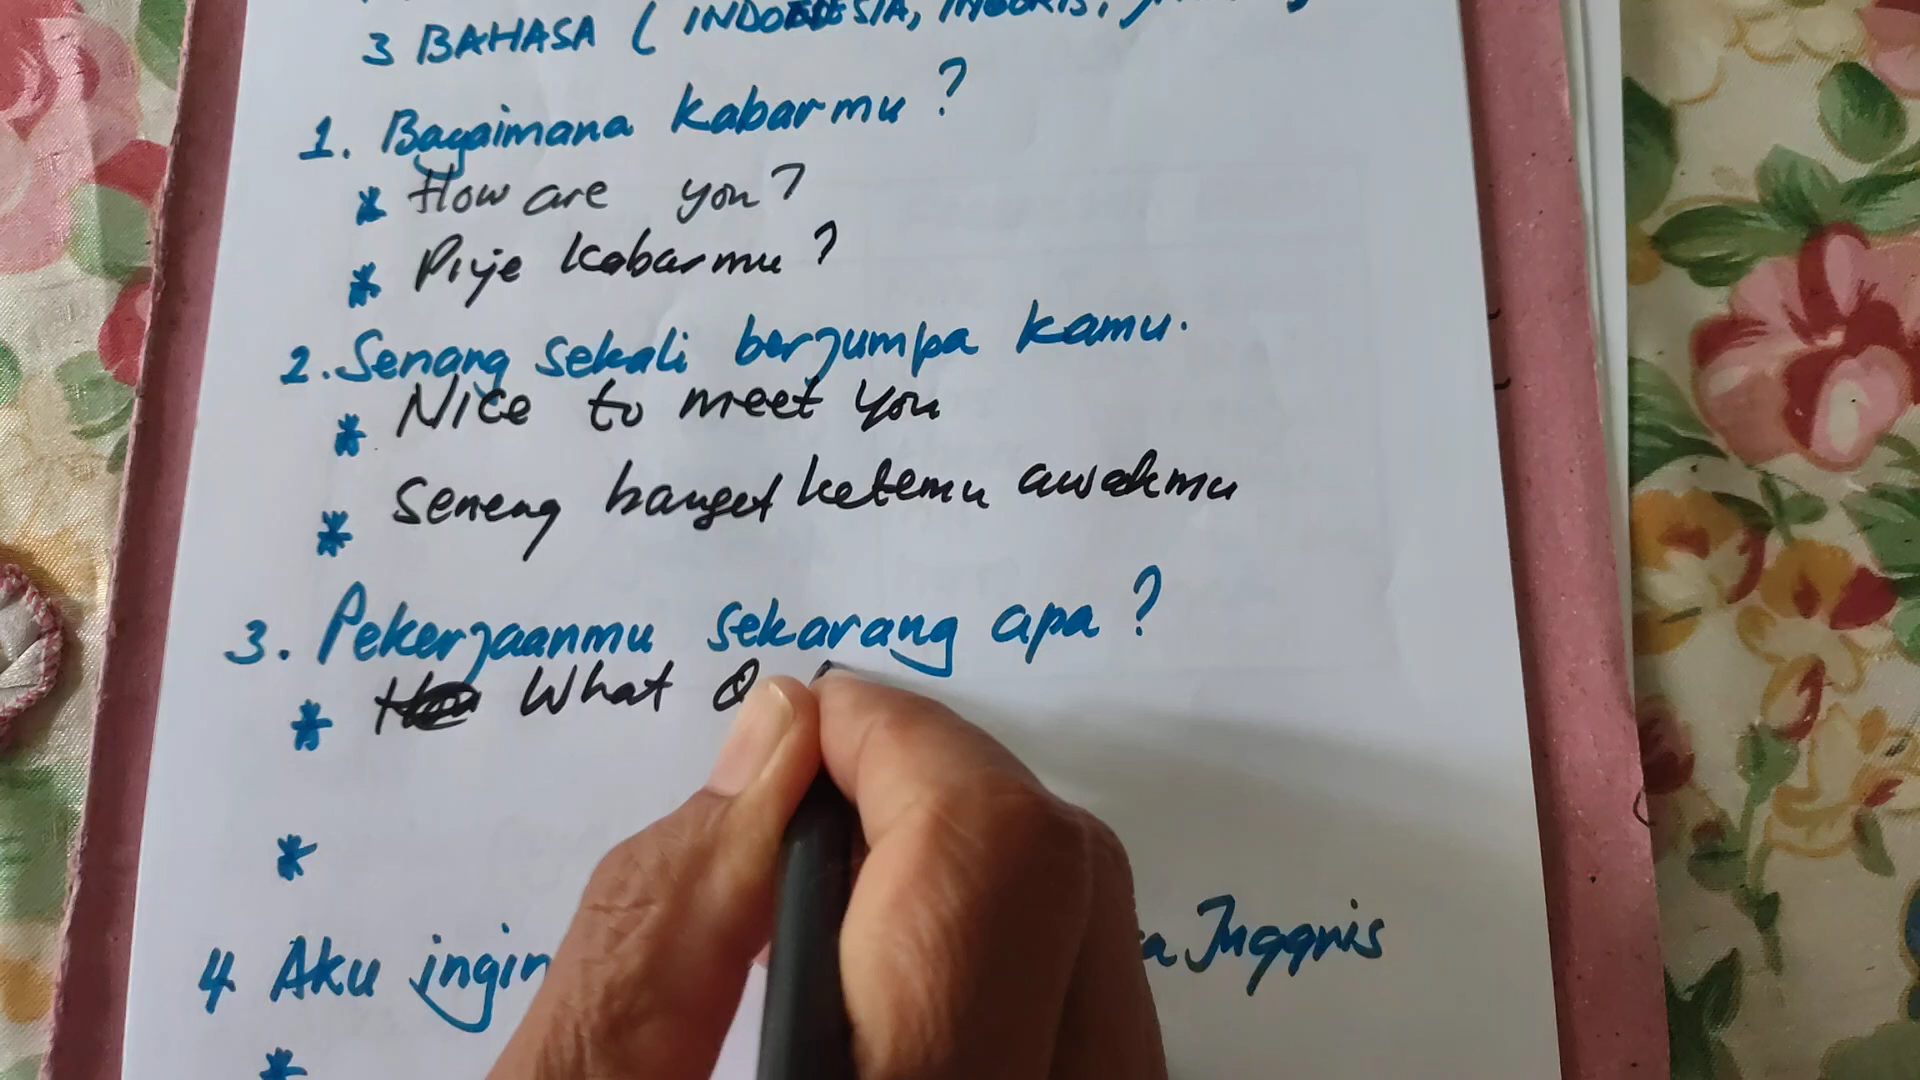 3 BAHASA ( INDONESIA, INGGRIS,
1. Bagaimana kabarmu ?
* How are you?
* Piye kabarmu ?
2. Senang sekali berjumpa kamu.
* Nice to meet you
* Seneng banget ketemu awakmu
3. Pekerjaanmu sekarang apa ?
* What
*
4 Aku ingin Inggris
*